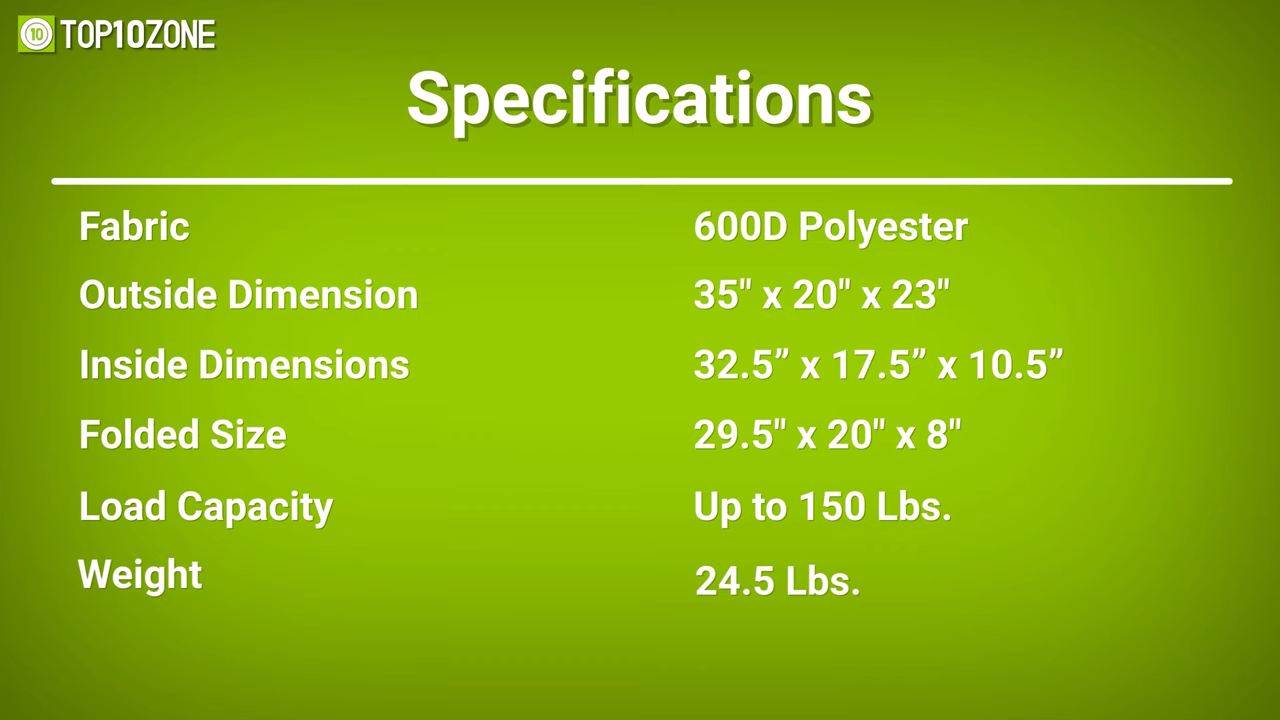 10 TOP10ZONE
Specifications
Fabric 600D Polyester
Outside Dimension 35" x 20" x 23"
Inside Dimensions 32.5” x 17.5” x 10.5”
Folded Size 29.5" x 20" x 8"
Load Capacity Up to 150 Lbs.
Weight 24.5 Lbs.